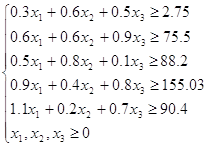 0.3x₁ + 0.6x₂ + 0.5x₃ ≥ 2.75
0.6x₁ + 0.6x₂ + 0.9x₃ ≥ 75.5
0.5x₁ + 0.8x₂ + 0.1x₃ ≥ 88.2
0.9x₁ + 0.4x₂ + 0.8x₃ ≥ 155.03
1.1x₁ + 0.2x₂ + 0.7x₃ ≥ 90.4
x₁, x₂, x₃ ≥ 0